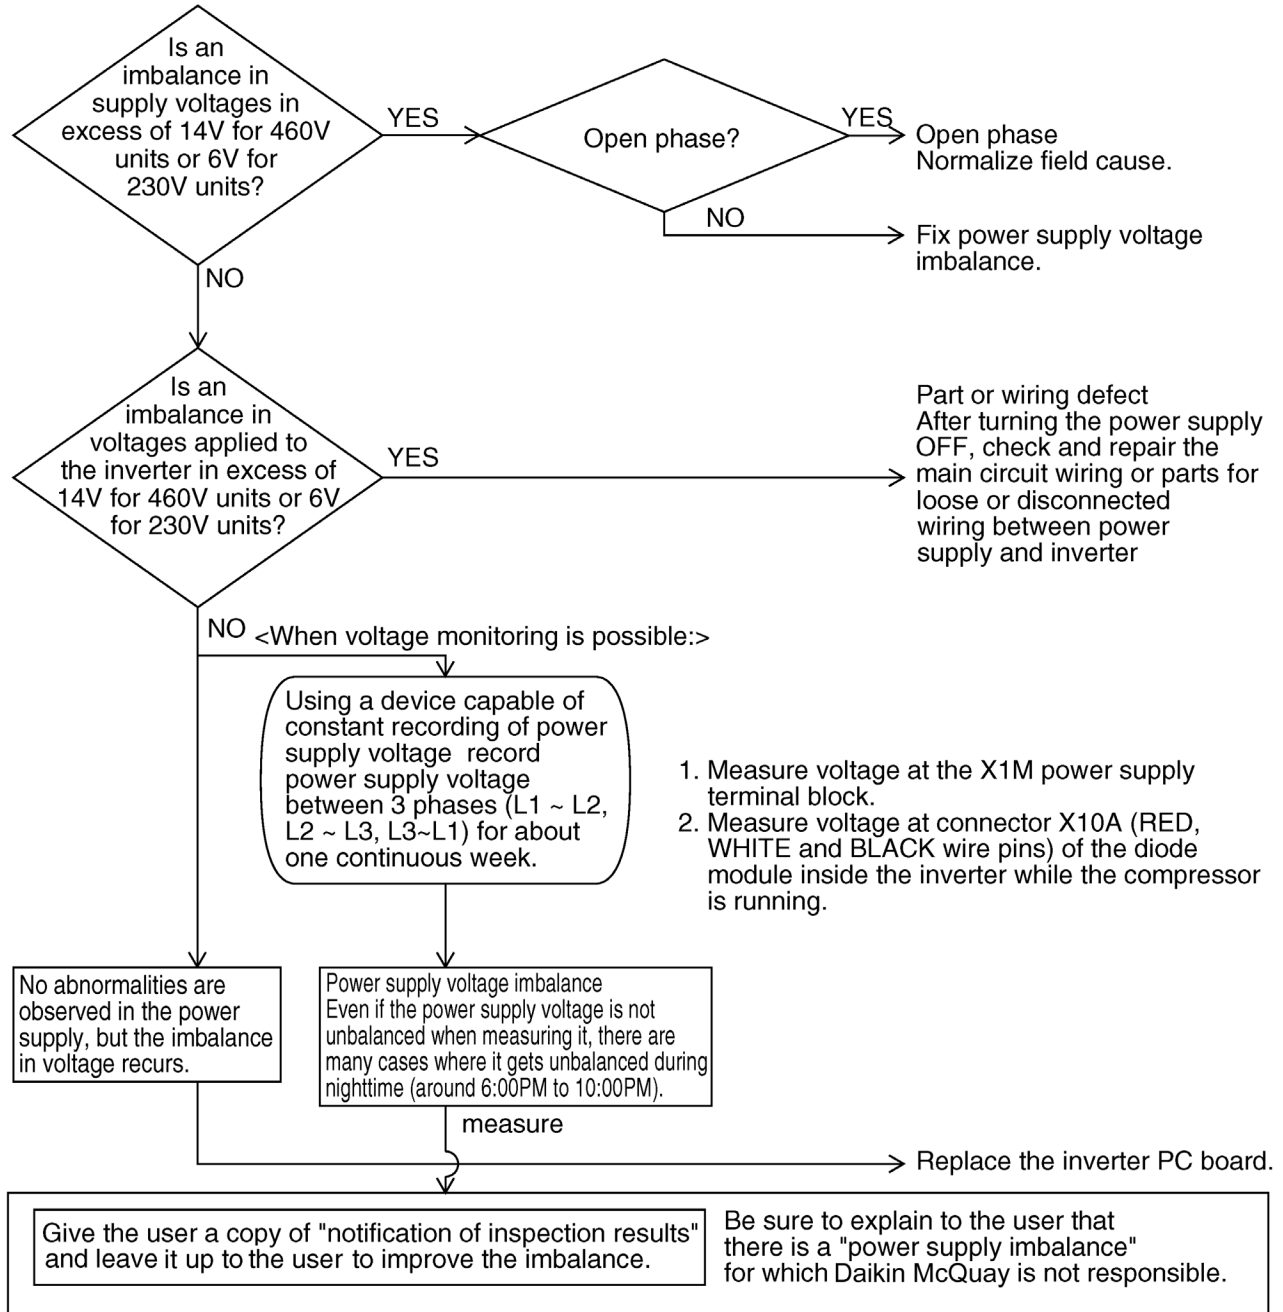 Is an
imbalance in
supply voltages in
excess of 14V for 460V
units or 6V for
230V units?
YES
Open phase?
YES
Open phase
Normalize field cause.
NO
Fix power supply voltage
imbalance.
NO
Is an
imbalance in
voltages applied to
the inverter in excess of
14V for 460V units or 6V
for 230V units?
YES
Part or wiring defect
After turning the power supply
OFF, check and repair the
main circuit wiring or parts for
loose or disconnected
wiring between power
supply and inverter
NO
<When voltage monitoring is possible:>
Using a device capable of
constant recording of power
supply voltage record
power supply voltage
between 3 phases (L1 ~ L2,
L2 ~ L3, L3~L1) for about
one continuous week.
1. Measure voltage at the X1M power supply
terminal block.
2. Measure voltage at connector X10A (RED,
WHITE and BLACK wire pins) of the diode
module inside the inverter while the compressor
is running.
No abnormalities are
observed in the power
supply, but the imbalance
in voltage recurs.
Power supply voltage imbalance
Even if the power supply voltage is not
unbalanced when measuring it, there are
many cases where it gets unbalanced during
nighttime (around 6:00PM to 10:00PM).
measure
Replace the inverter PC board.
Give the user a copy of "notification of inspection results"
and leave it up to the user to improve the imbalance.
Be sure to explain to the user that
there is a "power supply imbalance"
for which Daikin McQuay is not responsible.